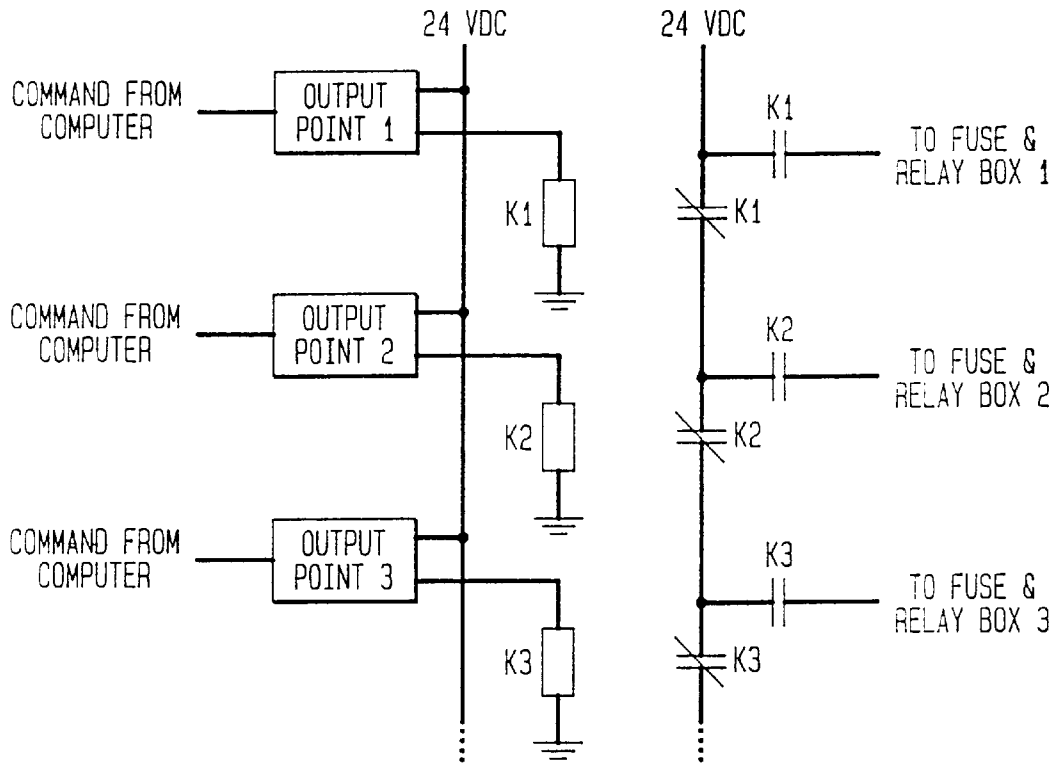 24 VDC
24 VDC
COMMAND FROM
COMPUTER
OUTPUT
POINT 1
K1
K1
TO FUSE &
RELAY BOX 1
K1
COMMAND FROM
COMPUTER
OUTPUT
POINT 2
K2
K2
TO FUSE &
RELAY BOX 2
K2
COMMAND FROM
COMPUTER
OUTPUT
POINT 3
K3
K3
TO FUSE &
RELAY BOX 3
K3